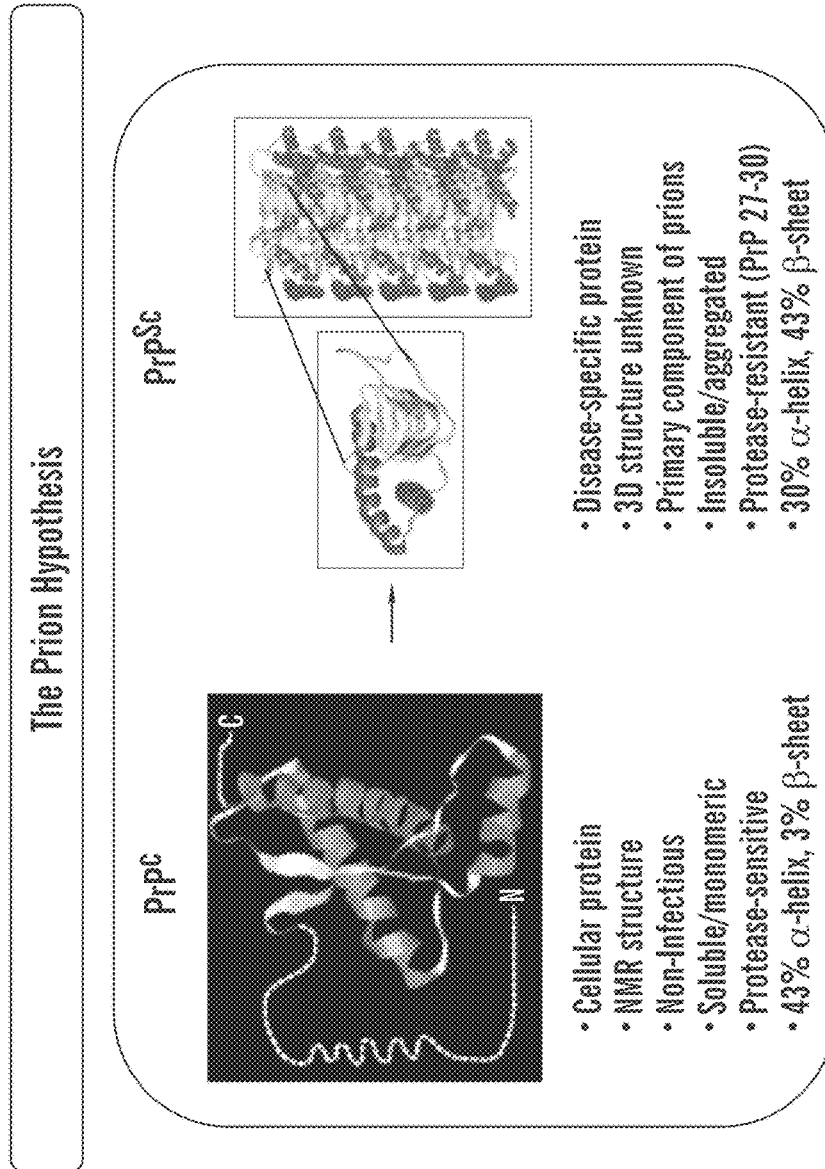 The Prion Hypothesis
PrPC
C
N
• Cellular protein
• NMR structure
• Non-Infectious
• Soluble/monomeric
• Protease-sensitive
• 43% α-helix, 3% β-sheet
PrPSc
• Disease-specific protein
• 3D structure unknown
• Primary component of prions
• Insoluble/aggregated
• Protease-resistant (PrP 27-30)
• 30% α-helix, 43% β-sheet